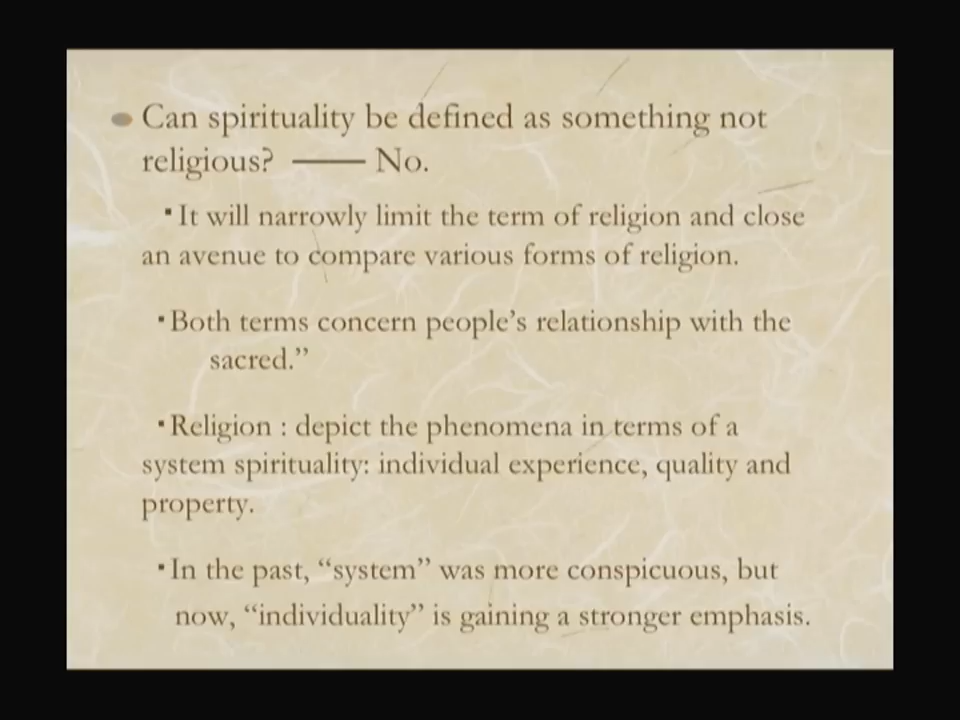 Can spirituality be defined as something not
religious? —— No.
▪It will narrowly limit the term of religion and close
an avenue to compare various forms of religion.
▪Both terms concern people’s relationship with the
sacred.”
▪Religion : depict the phenomena in terms of a
system spirituality: individual experience, quality and
property.
▪In the past, “system” was more conspicuous, but
now, “individuality” is gaining a stronger emphasis.